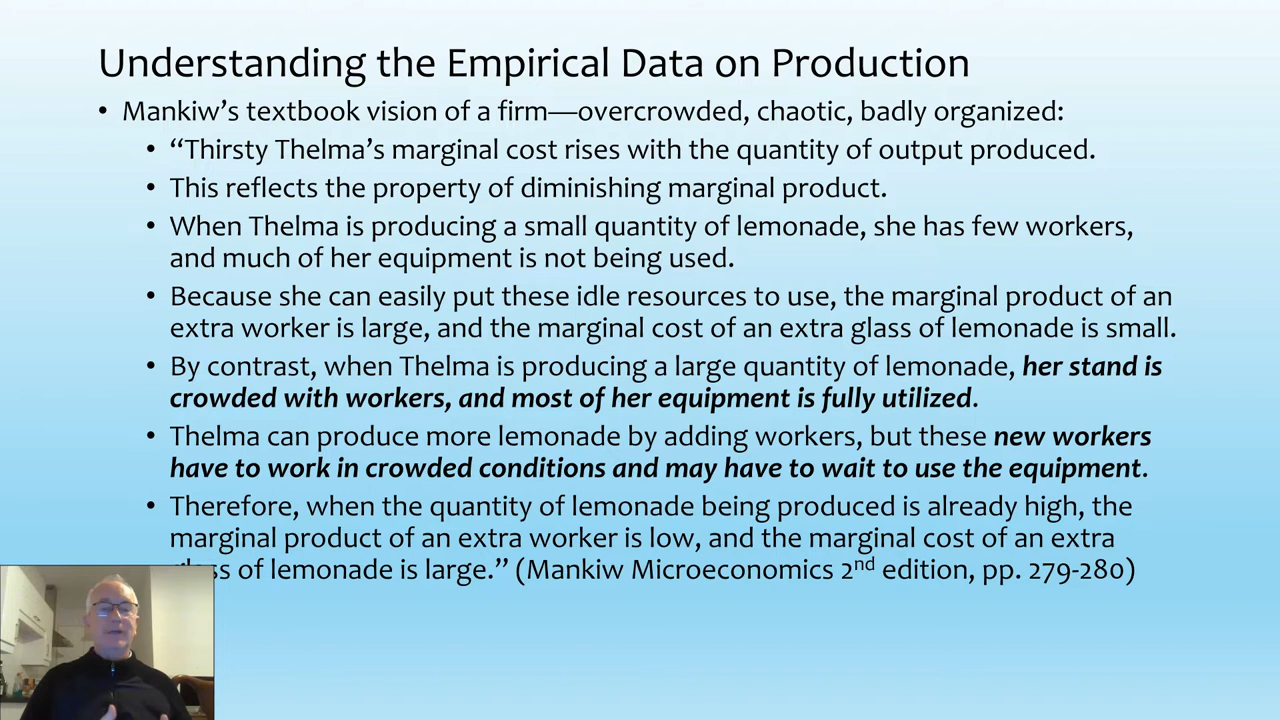 Understanding the Empirical Data on Production
• Mankiw’s textbook vision of a firm—overcrowded, chaotic, badly organized:
• “Thirsty Thelma’s marginal cost rises with the quantity of output produced.
• This reflects the property of diminishing marginal product.
• When Thelma is producing a small quantity of lemonade, she has few workers,
and much of her equipment is not being used.
• Because she can easily put these idle resources to use, the marginal product of an
extra worker is large, and the marginal cost of an extra glass of lemonade is small.
• By contrast, when Thelma is producing a large quantity of lemonade, her stand is
crowded with workers, and most of her equipment is fully utilized.
• Thelma can produce more lemonade by adding workers, but these new workers
have to work in crowded conditions and may have to wait to use the equipment.
• Therefore, when the quantity of lemonade being produced is already high, the
marginal product of an extra worker is low, and the marginal cost of an extra
glass of lemonade is large.” (Mankiw Microeconomics 2nd edition, pp. 279-280)